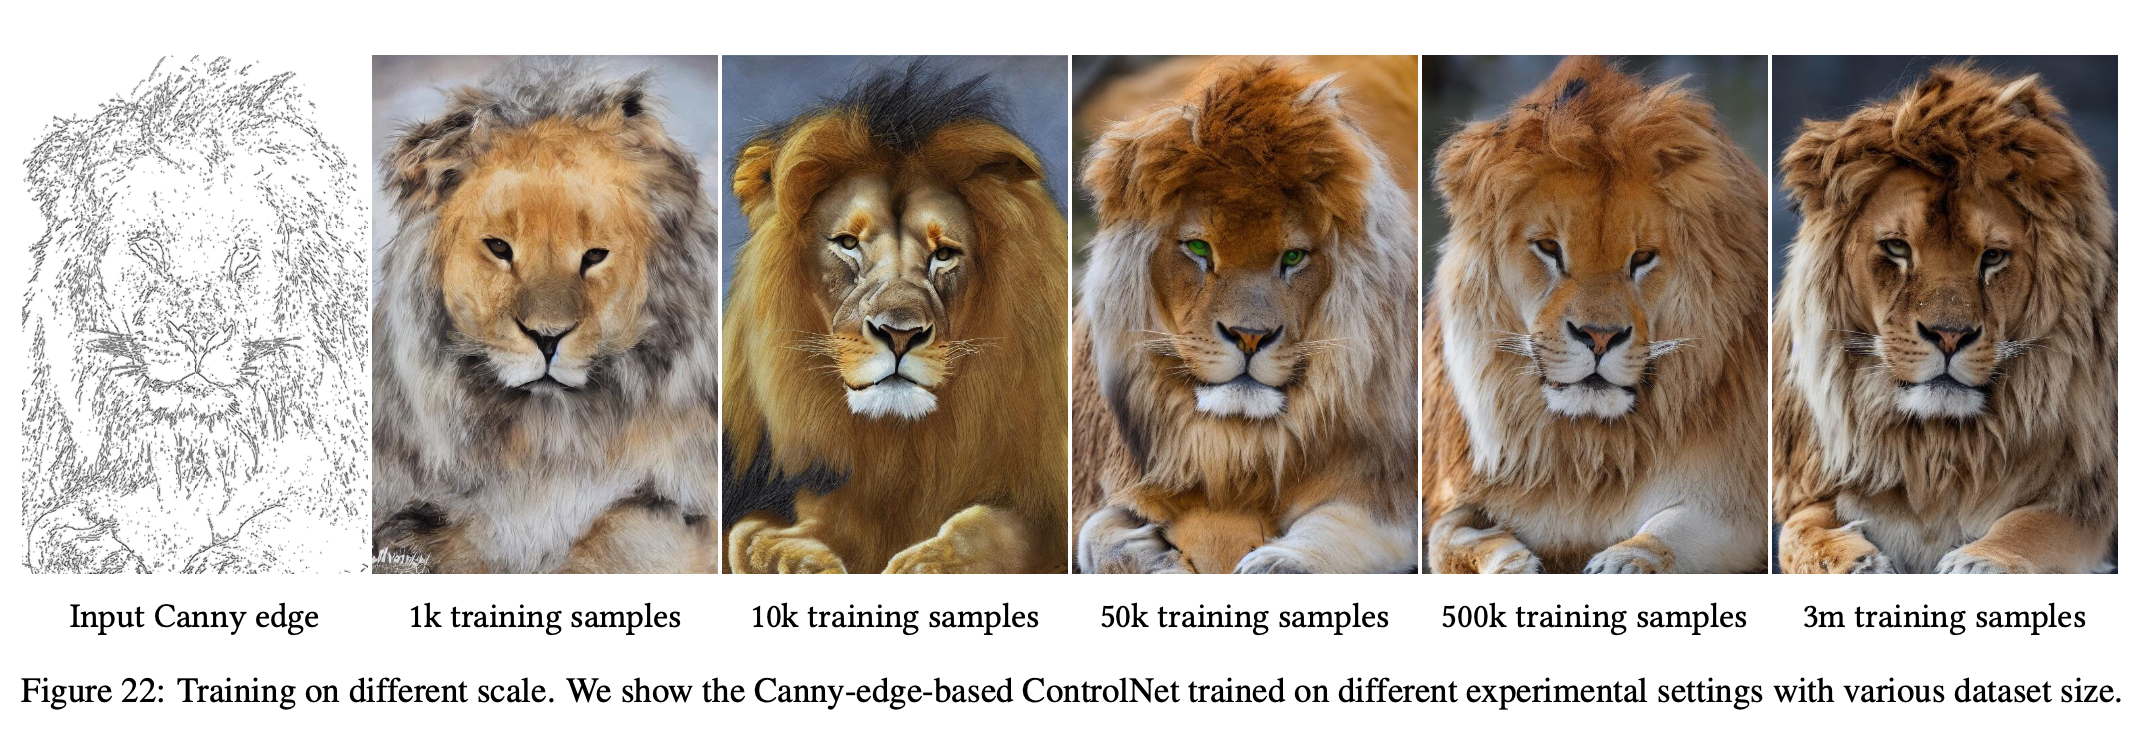 Input Canny edge
1k training samples
10k training samples
50k training samples
500k training samples
3m training samples
Figure 22: Training on different scale. We show the Canny-edge-based ControlNet trained on different experimental settings with various dataset size.